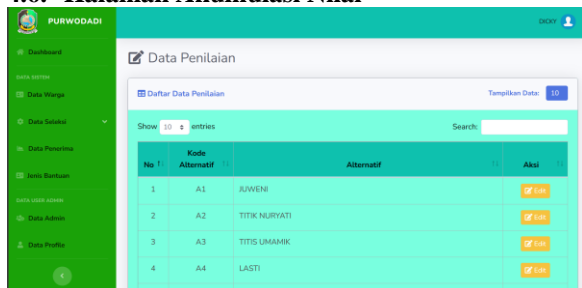 PURWODADI
DICKY
Dashboard
Data Penilaian
DATA SISTEM
Data Warga
Daftar Data Penilaian
Tampilkan Data: 10
Data Seleksi
Show 10 entries
Search:
Data Penerima
No
Kode Alternatif
Alternatif
Aksi
Jenis Bantuan
1 A1 JUWENI Edit
DATA USER ADMIN
Data Admin
2 A2 TITIK NURYATI Edit
Data Profile
3 A3 TITIS UMAMIK Edit
4 A4 LASTI Edit